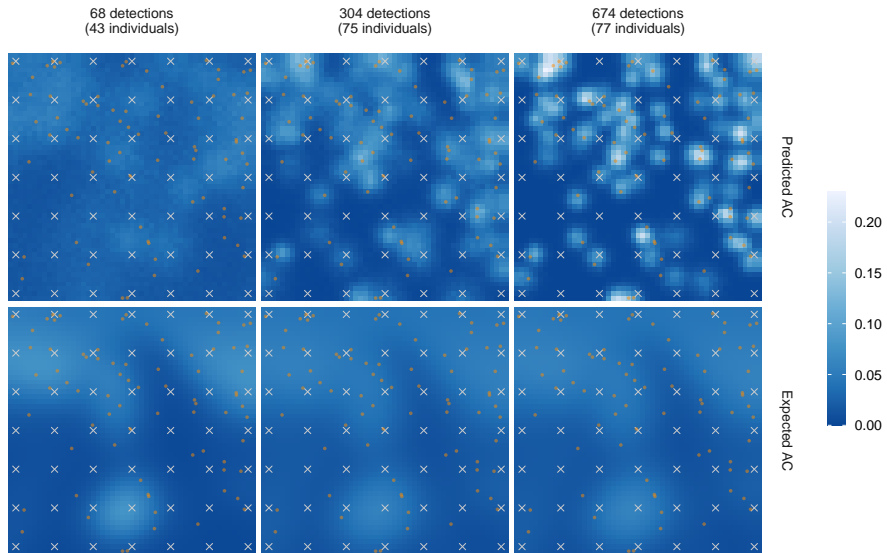 68 detections
(43 individuals)
304 detections
(75 individuals)
674 detections
(77 individuals)
Predicted AC
Expected AC
0.20
0.15
0.10
0.05
0.00